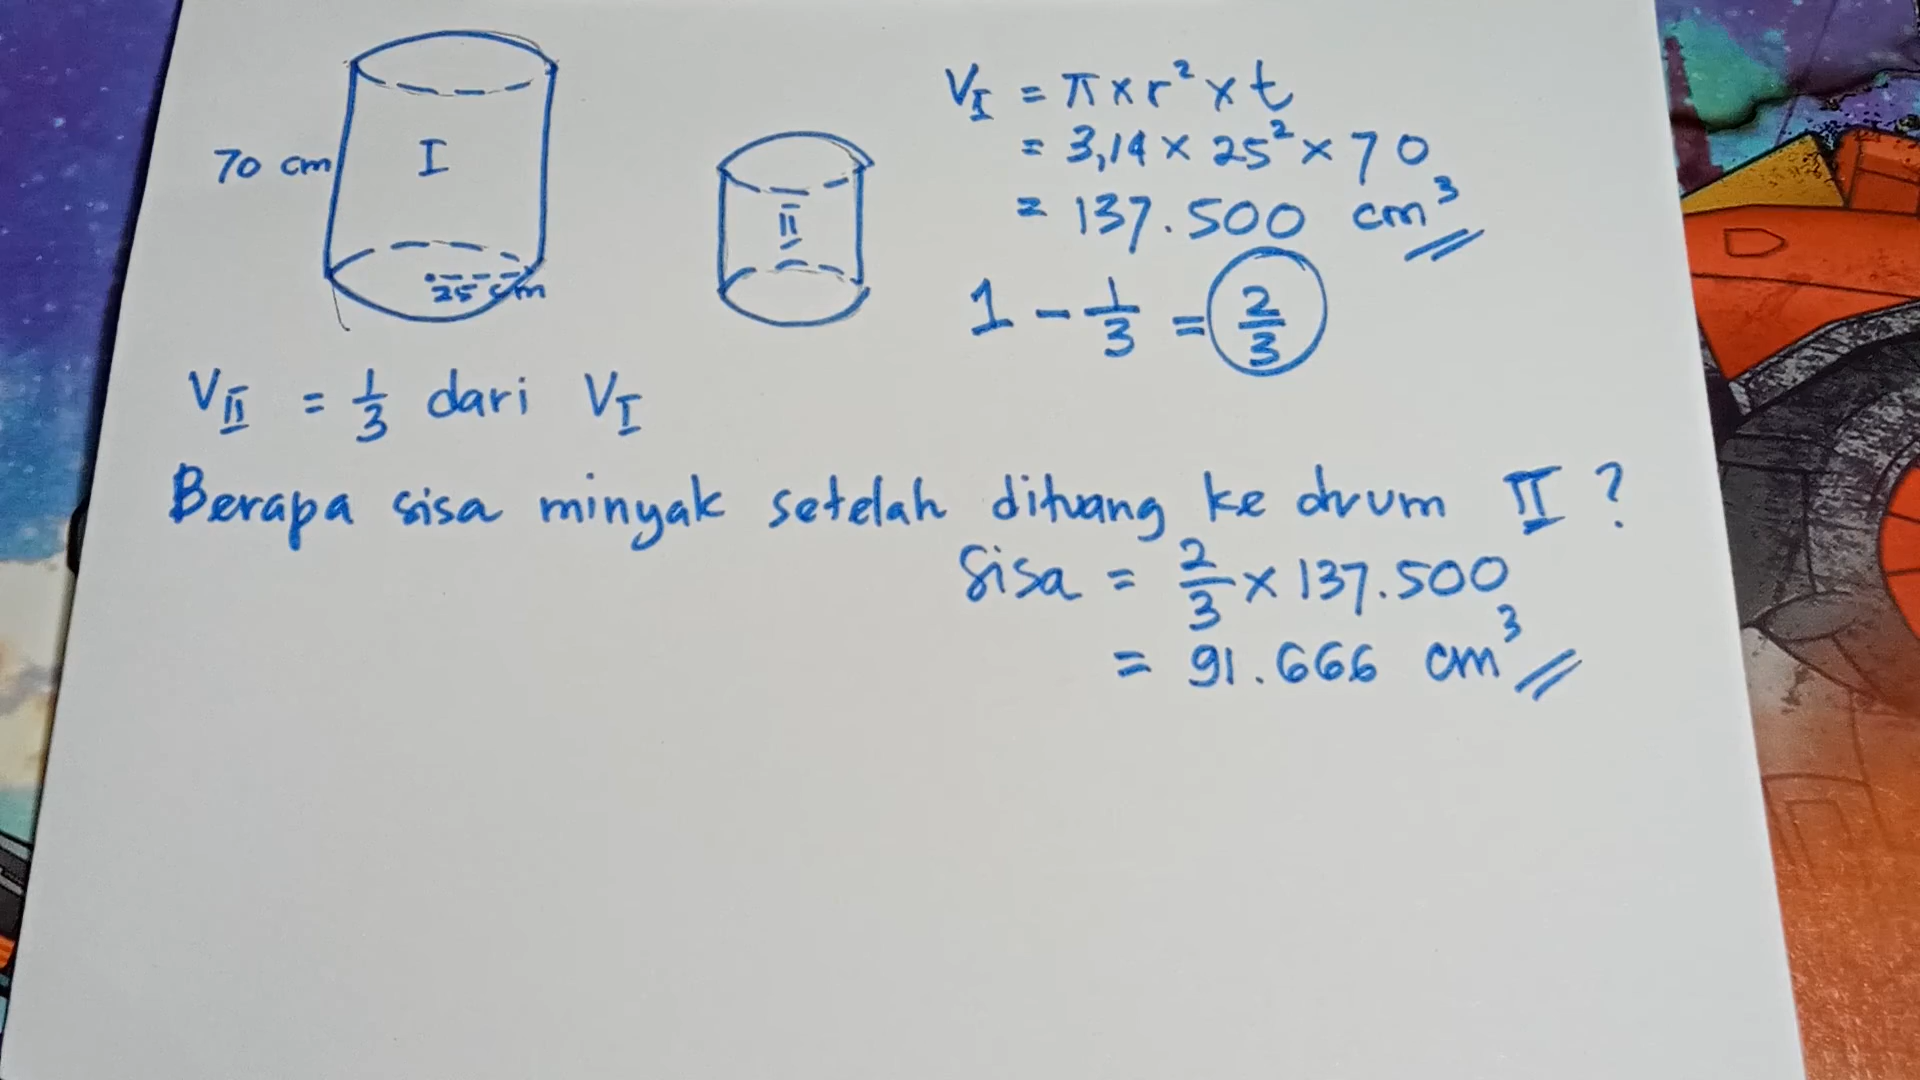 70 cm
I
25 cm
II
V_I = π x r² x t
= 3,14 x 25² x 70
= 137.500 cm³
1 - 1/3 = 2/3
V_II = 1/3 dari V_I
Berapa sisa minyak setelah dituang ke drum II ?
Sisa = 2/3 x 137.500
= 91.666 cm³